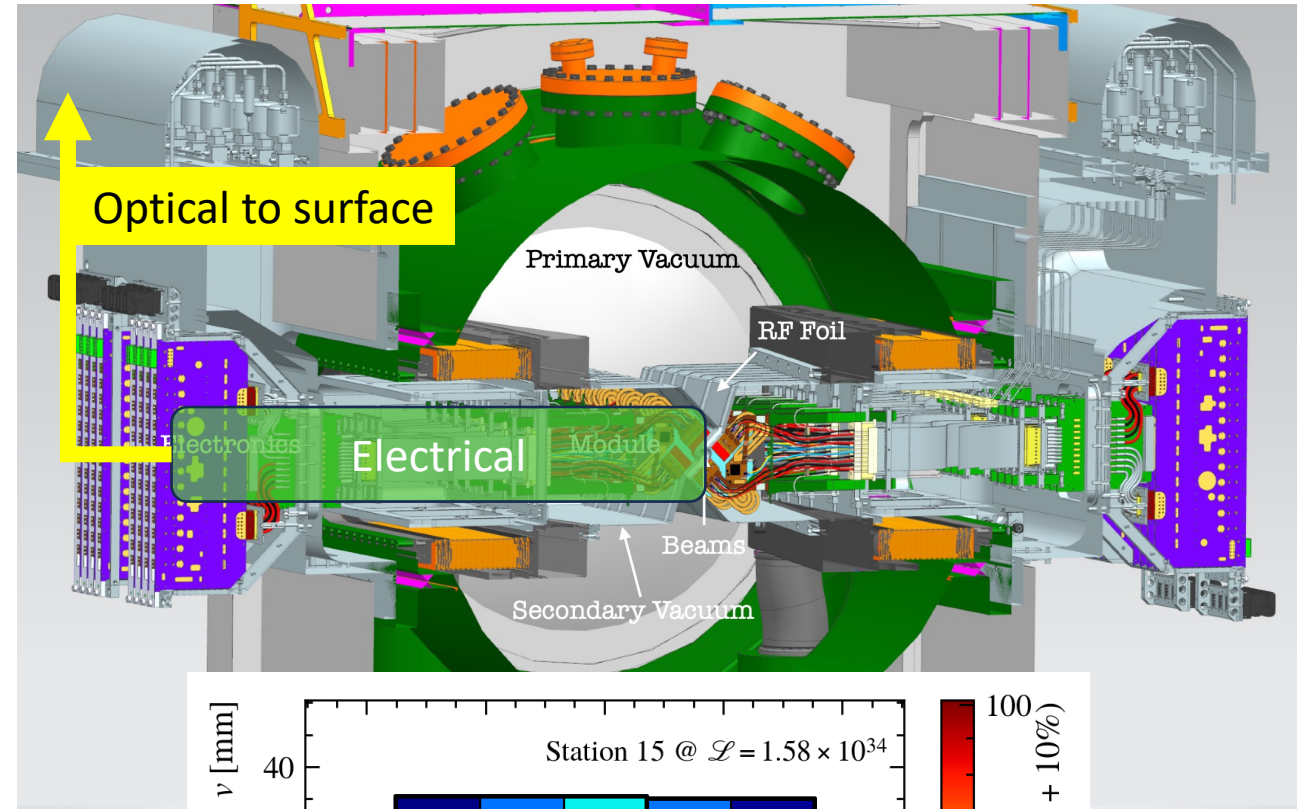 Optical to surface
Primary Vacuum
RF Foil
Electronics
Electrical
Module
Beams
Secondary Vacuum
v [mm]
40
Station 15 @ ℒ = 1.58 × 10³⁴
100
+ 10%)